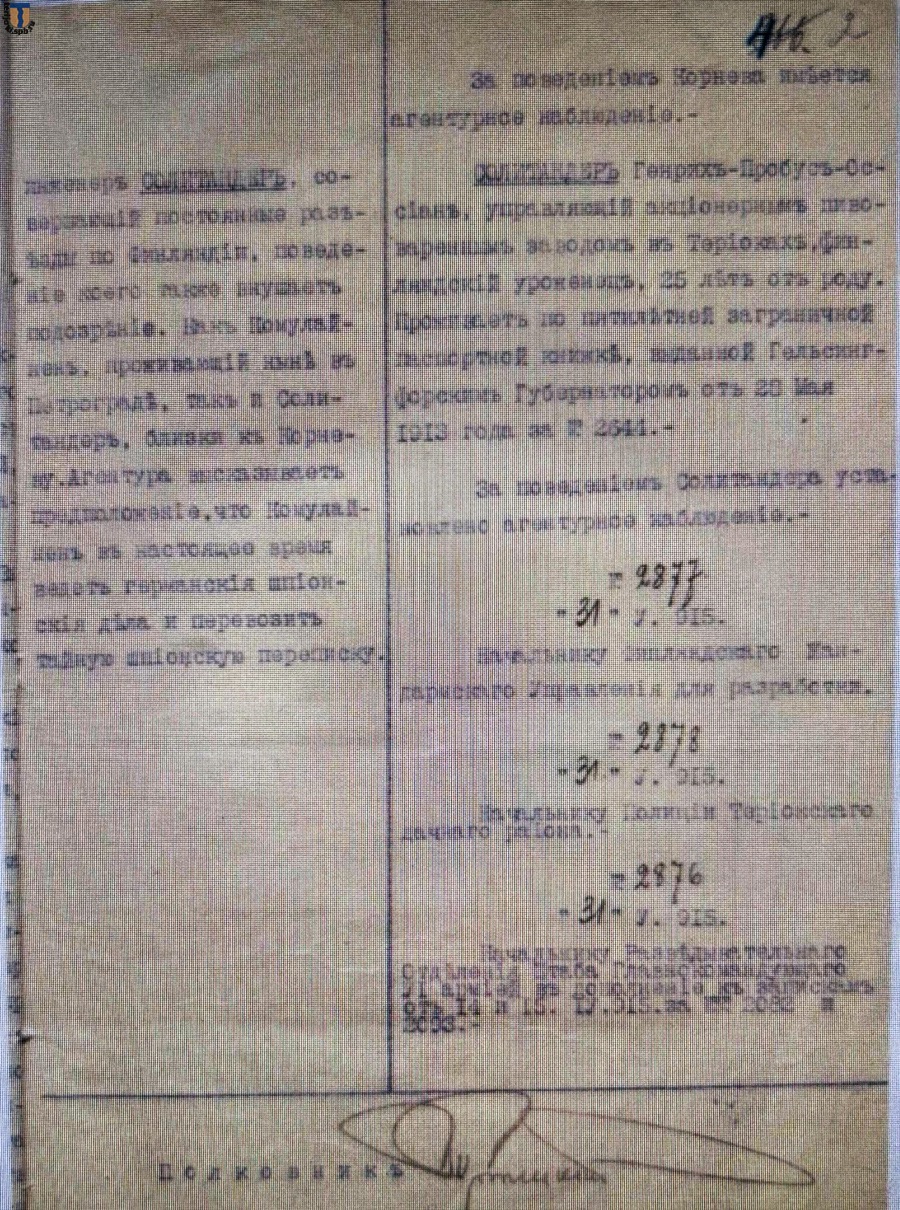 2
инженеръ СОЛИТАНДЕРЪ, со-
вершающій постоянные разъ-
ѣзды по Финляндіи, поведе-
ніе коего также внушаетъ
подозрѣніе. Какъ Комулай-
ненъ, проживающій нынѣ въ
Петроградѣ, такъ и Соли-
тандеръ, близки къ Корне-
ву.Агентура высказываетъ
предположеніе,что Комулай-
ненъ въ настоящее время
ведетъ германскія шпіон-
скія дѣла и перевозитъ
тайную шпіонскую переписку.
За поведеніемъ Корнева имѣется
агентурное наблюденіе.-
СОЛИТАНДЕРЪ Генрихъ-Пробусъ-Ос-
сіанъ, управляющій акціонернымъ пиво-
вареннымъ заводомъ въ Теріокахъ,фин-
ляндскій уроженецъ, 25 лѣтъ отъ роду.
Проживаетъ по пятилѣтней заграничной
паспортной книжкѣ, выданной Гельсинг-
форскимъ Губернаторомъ отъ 28 Мая
1913 года за № 2644.-
За поведеніемъ Солитандера уста-
новлено агентурное наблюденіе.-
№ 2877
"31" У. 915.
Начальнику Финляндскаго Жан-
дармскаго Управленія для разработки.
№ 2878
"31" У. 915.
Начальнику Полиціи Теріокскаго
дачнаго района.-
№ 2876
"31" У. 915.
Начальнику Развѣдывательнаго
Отдѣленія Штаба Главнокомандующаго
VI арміей въ дополненіе къ запискамъ
отъ 14 и 15. ІУ.915.за №№ 2082 и
Полковникъ